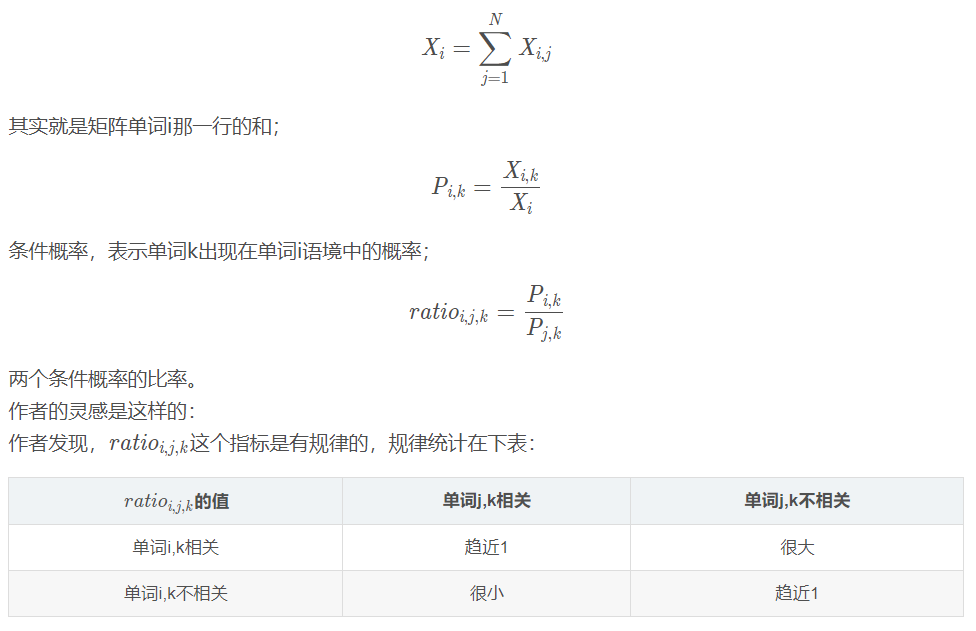 $X_i = \sum_{j=1}^{N} X_{i,j}$
其实就是矩阵单词i那一行的和；
$P_{i,k} = \frac{X_{i,k}}{X_i}$
条件概率，表示单词k出现在单词i语境中的概率；
$ratio_{i,j,k} = \frac{P_{i,k}}{P_{j,k}}$
两个条件概率的比率。
作者的灵感是这样的：
作者发现，$ratio_{i,j,k}$这个指标是有规律的，规律统计在下表：
$ratio_{i,j,k}$的值 单词j,k相关 单词j,k不相关
单词i,k相关 趋近1 很大
单词i,k不相关 很小 趋近1